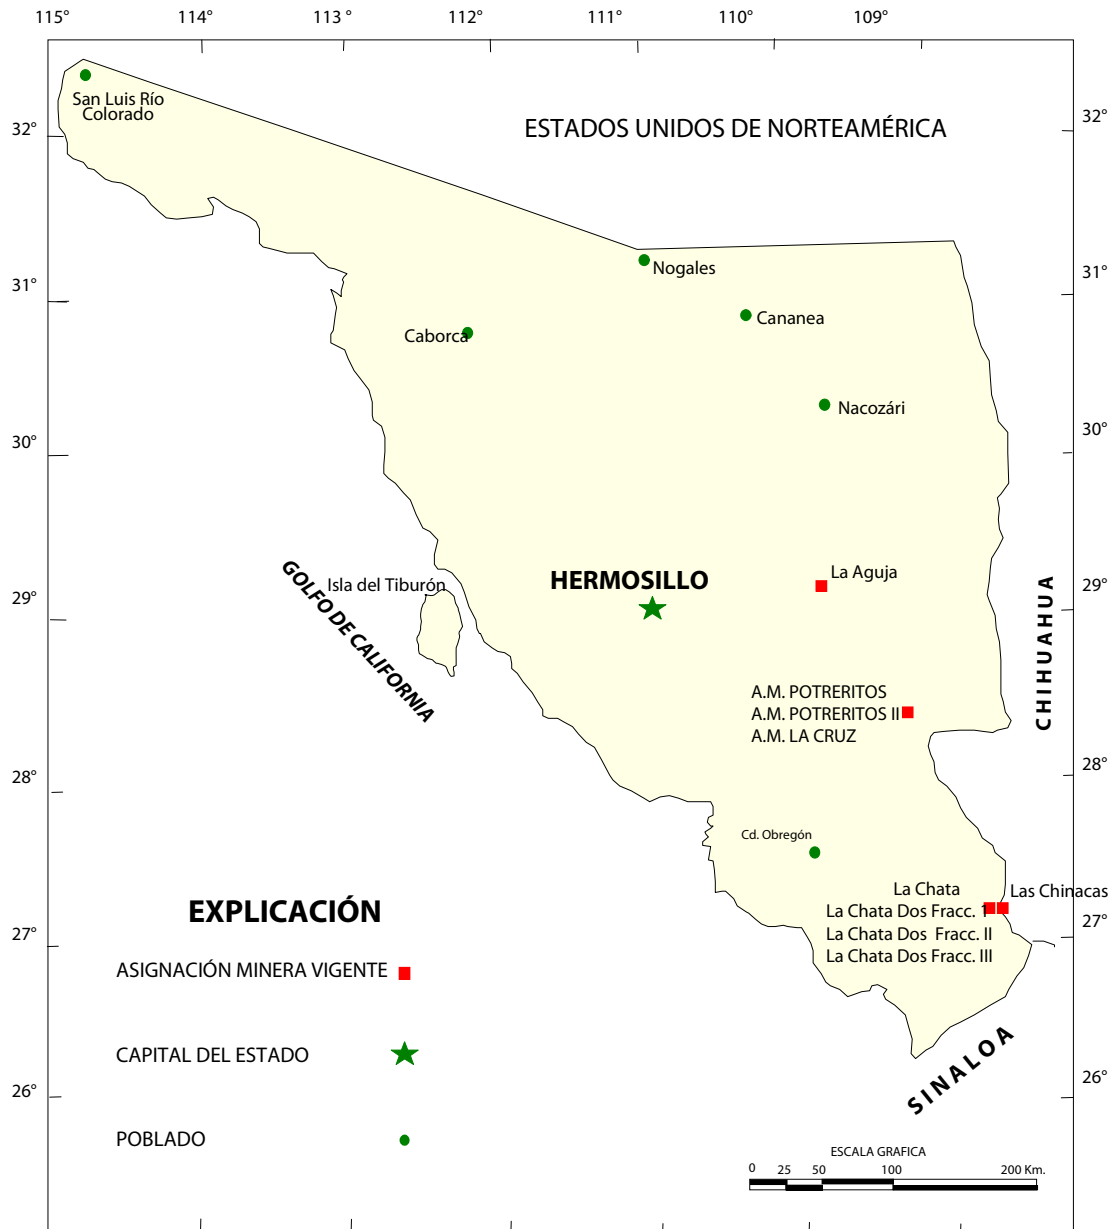 115°
114°
113 °
112°
111°
110°
109°
San Luis Río
Colorado
32°
ESTADOS UNIDOS DE NORTEAMÉRICA
32°
Nogales
31°
31°
Cananea
Caborca
Nacozári
30°
30°
GOLFO DE CALIFORNIA
Isla del Tiburón
HERMOSILLO
La Aguja
29°
29°
CHIHUAHUA
A.M. POTRERITOS
A.M. POTRERITOS II
A.M. LA CRUZ
28°
28°
Cd. Obregón
La Chata
Las Chinacas
La Chata Dos Fracc. 1
La Chata Dos Fracc. II
La Chata Dos Fracc. III
27°
27°
EXPLICACIÓN
ASIGNACIÓN MINERA VIGENTE
CAPITAL DEL ESTADO
POBLADO
SINALOA
26°
26°
ESCALA GRAFICA
0 25 50 100 200 Km.